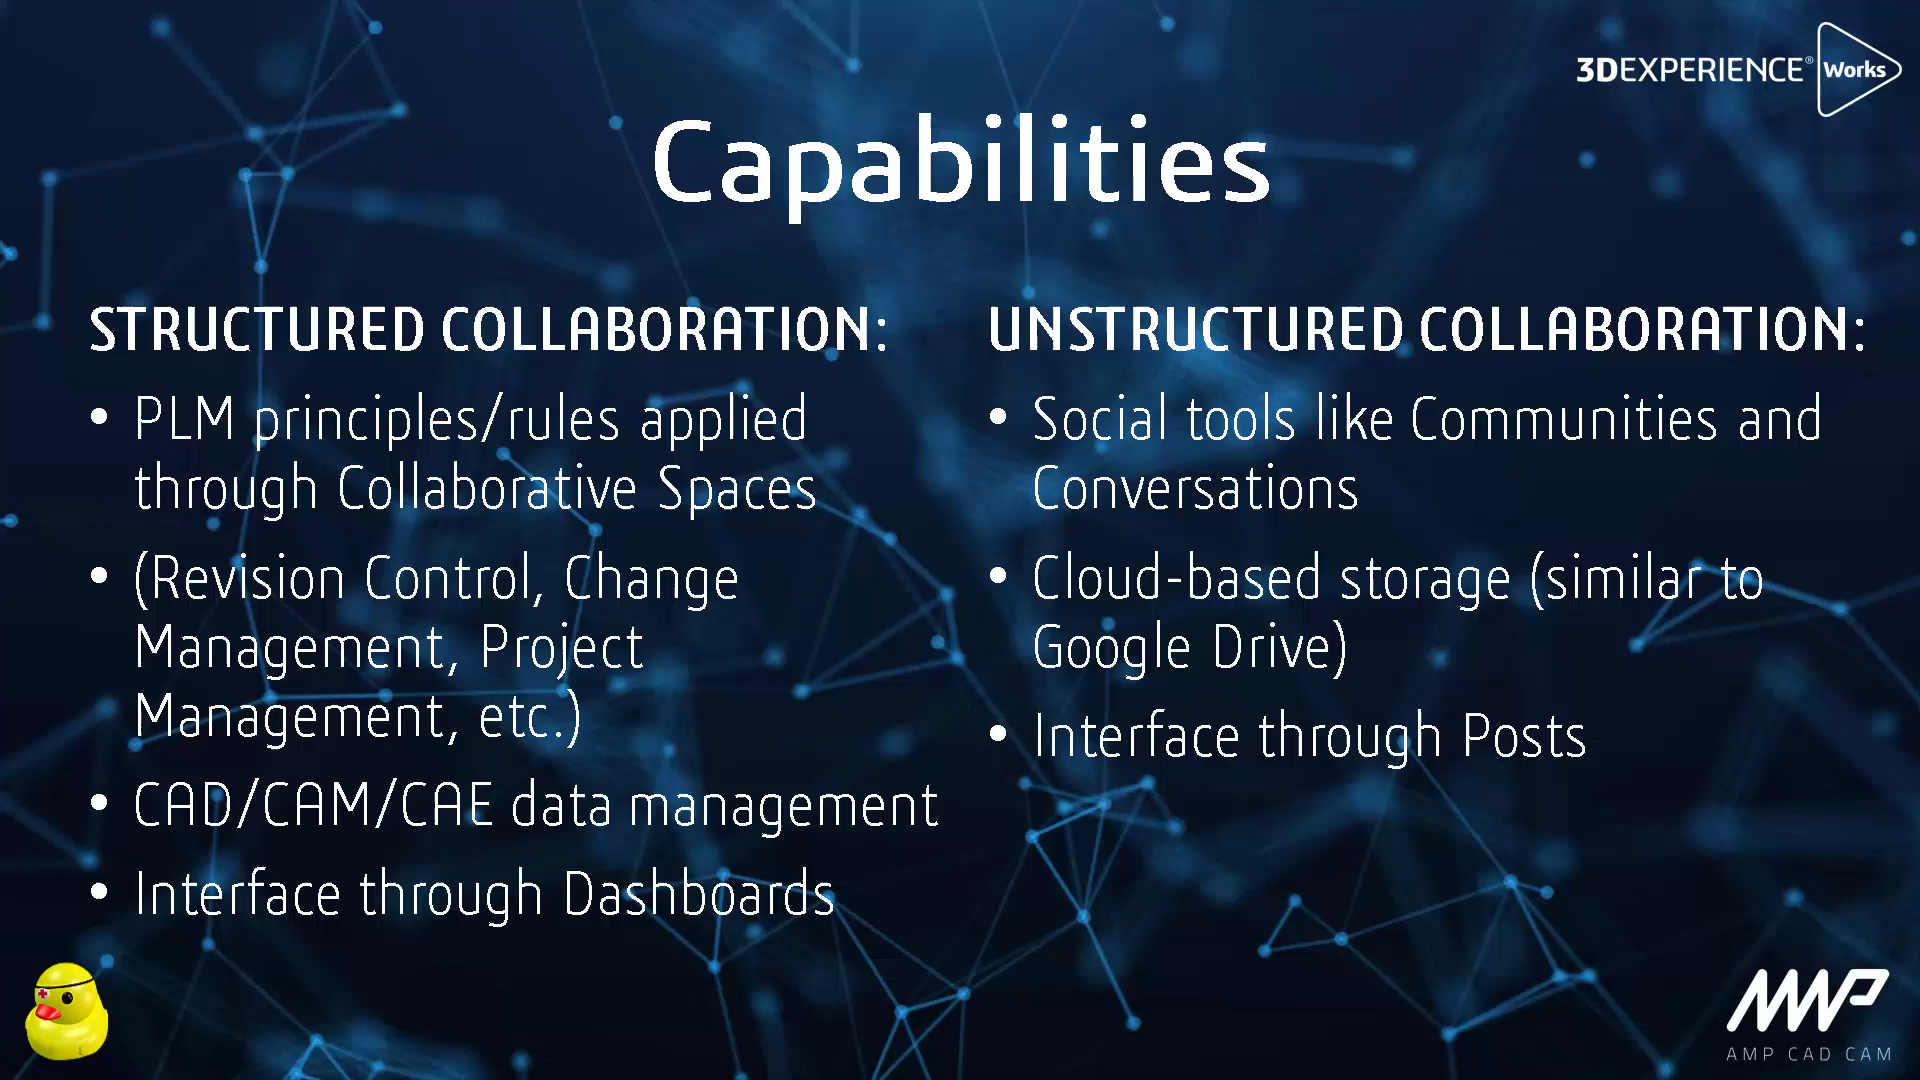 3DEXPERIENCE® Works
Capabilities
STRUCTURED COLLABORATION:
• PLM principles/rules applied
through Collaborative Spaces
• (Revision Control, Change
Management, Project
Management, etc.)
• CAD/CAM/CAE data management
• Interface through Dashboards
UNSTRUCTURED COLLABORATION:
• Social tools like Communities and
Conversations
• Cloud-based storage (similar to
Google Drive)
• Interface through Posts
AMP
AMP CAD CAM